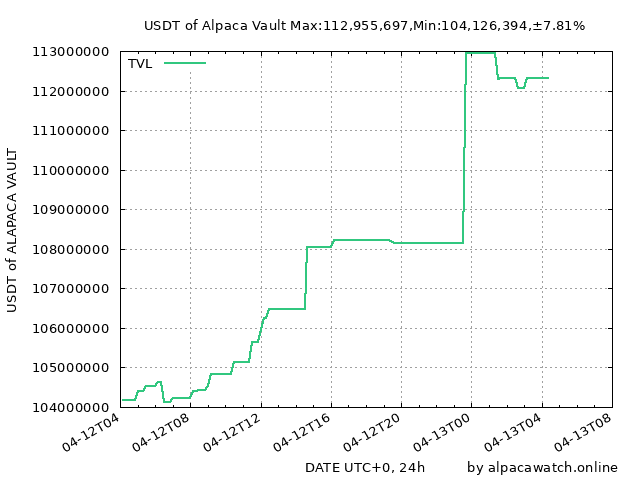 USDT of Alpaca Vault Max:112,955,697,Min:104,126,394,±7.81%
TVL
USDT of ALAPACA VAULT
113000000
112000000
111000000
110000000
109000000
108000000
107000000
106000000
105000000
104000000
04-12T04
04-12T08
04-12T12
04-12T16
04-12T20
04-13T00
04-13T04
04-13T08
DATE UTC+0, 24h
by alpacawatch.online